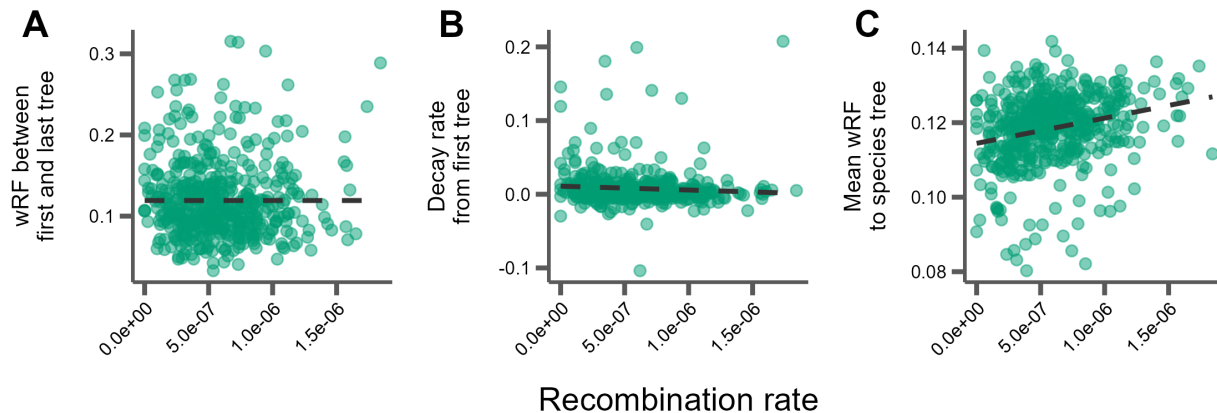 A
wRF between
first and last tree
0.3
0.2
0.1
0.0e+00
5.0e-07
1.0e-06
1.5e-06
B
Decay rate
from first tree
0.2
0.1
0.0
-0.1
0.0e+00
5.0e-07
1.0e-06
1.5e-06
C
Mean wRF
to species tree
0.14
0.12
0.10
0.08
0.0e+00
5.0e-07
1.0e-06
1.5e-06
Recombination rate